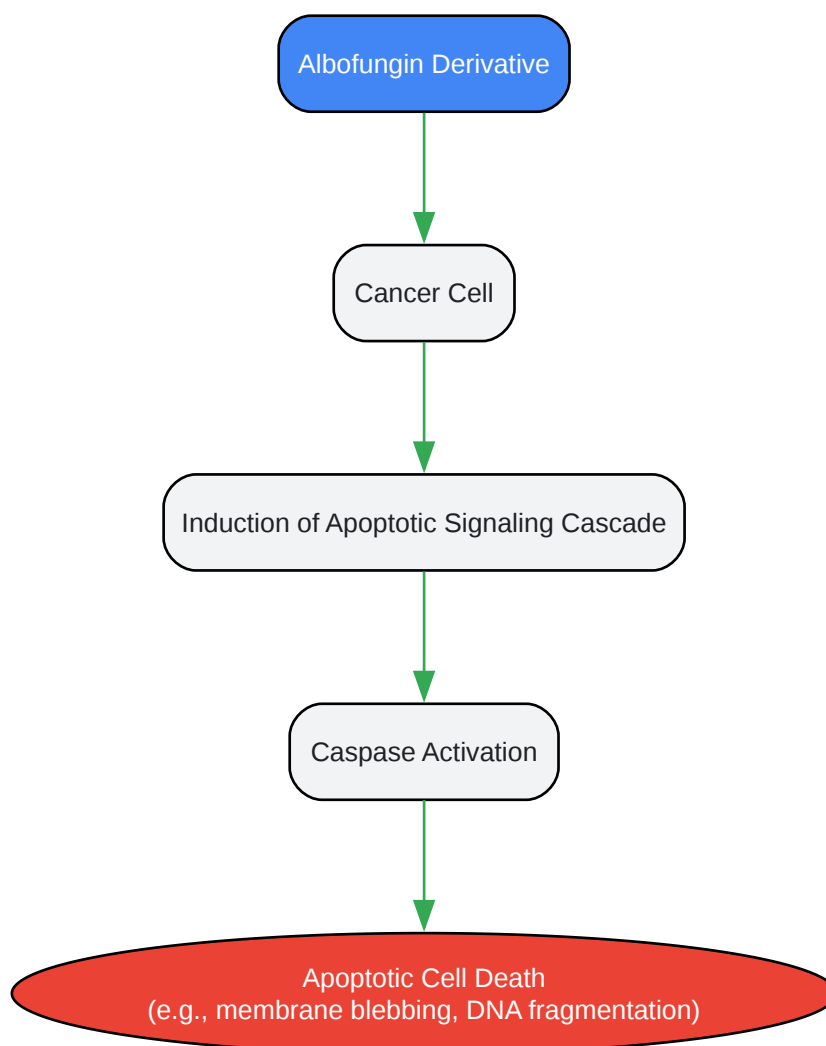 Albofungin Derivative
Cancer Cell
Induction of Apoptotic Signaling Cascade
Caspase Activation
Apoptotic Cell Death
(e.g., membrane blebbing, DNA fragmentation)